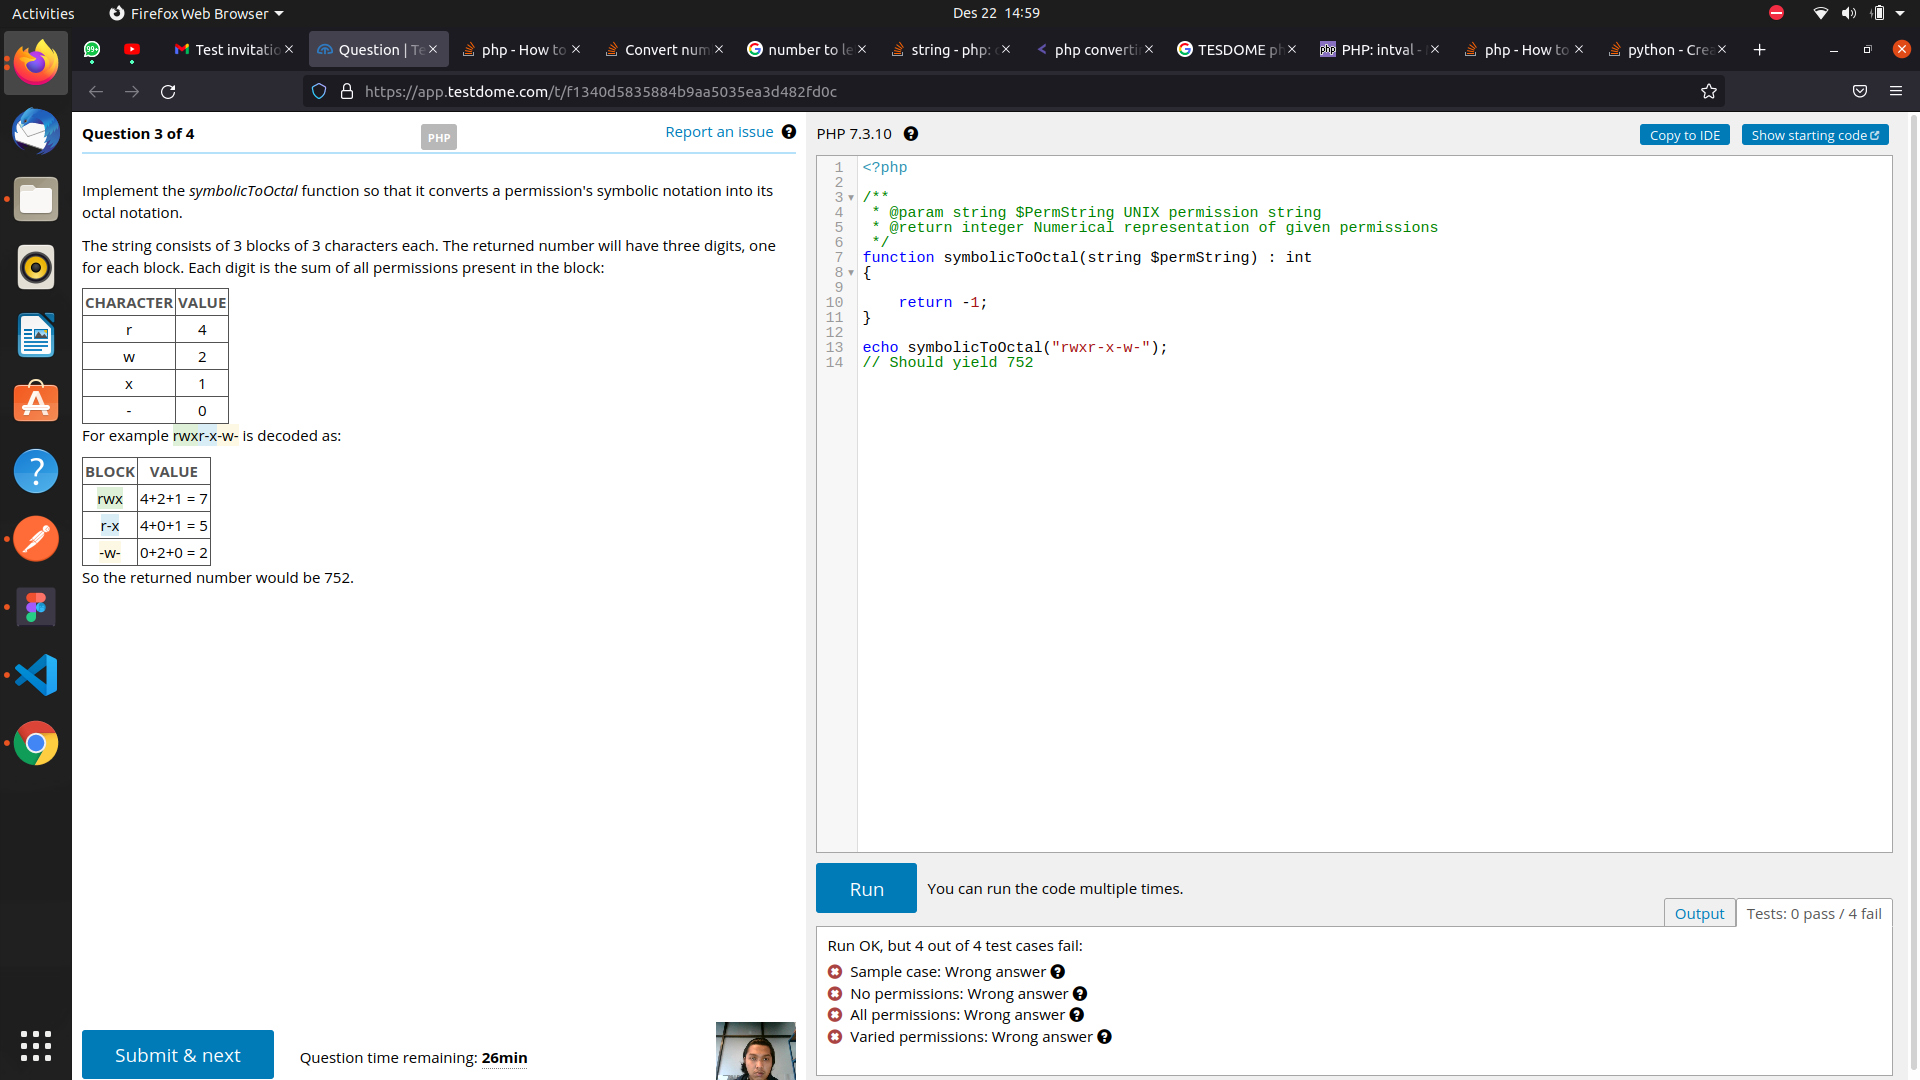 Activities
Firefox Web Browser
Des 22 14:59
99+
Test invitatio
Question | Te
php - How to
Convert num
number to le
string - php:
php converti
TESDOME ph
php
PHP: intval -
php - How to
python - Crea
https://app.testdome.com/t/f1340d5835884b9aa5035ea3d482fd0c
Question 3 of 4
PHP
Report an issue ?
Implement the symbolicToOctal function so that it converts a permission's symbolic notation into its
octal notation.
The string consists of 3 blocks of 3 characters each. The returned number will have three digits, one
for each block. Each digit is the sum of all permissions present in the block:
CHARACTER VALUE
r 4
w 2
x 1
- 0
For example rwxr-x-w- is decoded as:
BLOCK VALUE
rwx 4+2+1 = 7
r-x 4+0+1 = 5
-w- 0+2+0 = 2
So the returned number would be 752.
Submit & next
Question time remaining: 26min
PHP 7.3.10 ?
Copy to IDE
Show starting code
1 <?php
2
3 /**
4 * @param string $PermString UNIX permission string
5 * @return integer Numerical representation of given permissions
6 */
7 function symbolicToOctal(string $permString) : int
8 {
9
10 return -1;
11 }
12
13 echo symbolicToOctal("rwxr-x-w-");
14 // Should yield 752
Run
You can run the code multiple times.
Output
Tests: 0 pass / 4 fail
Run OK, but 4 out of 4 test cases fail:
Sample case: Wrong answer ?
No permissions: Wrong answer ?
All permissions: Wrong answer ?
Varied permissions: Wrong answer ?